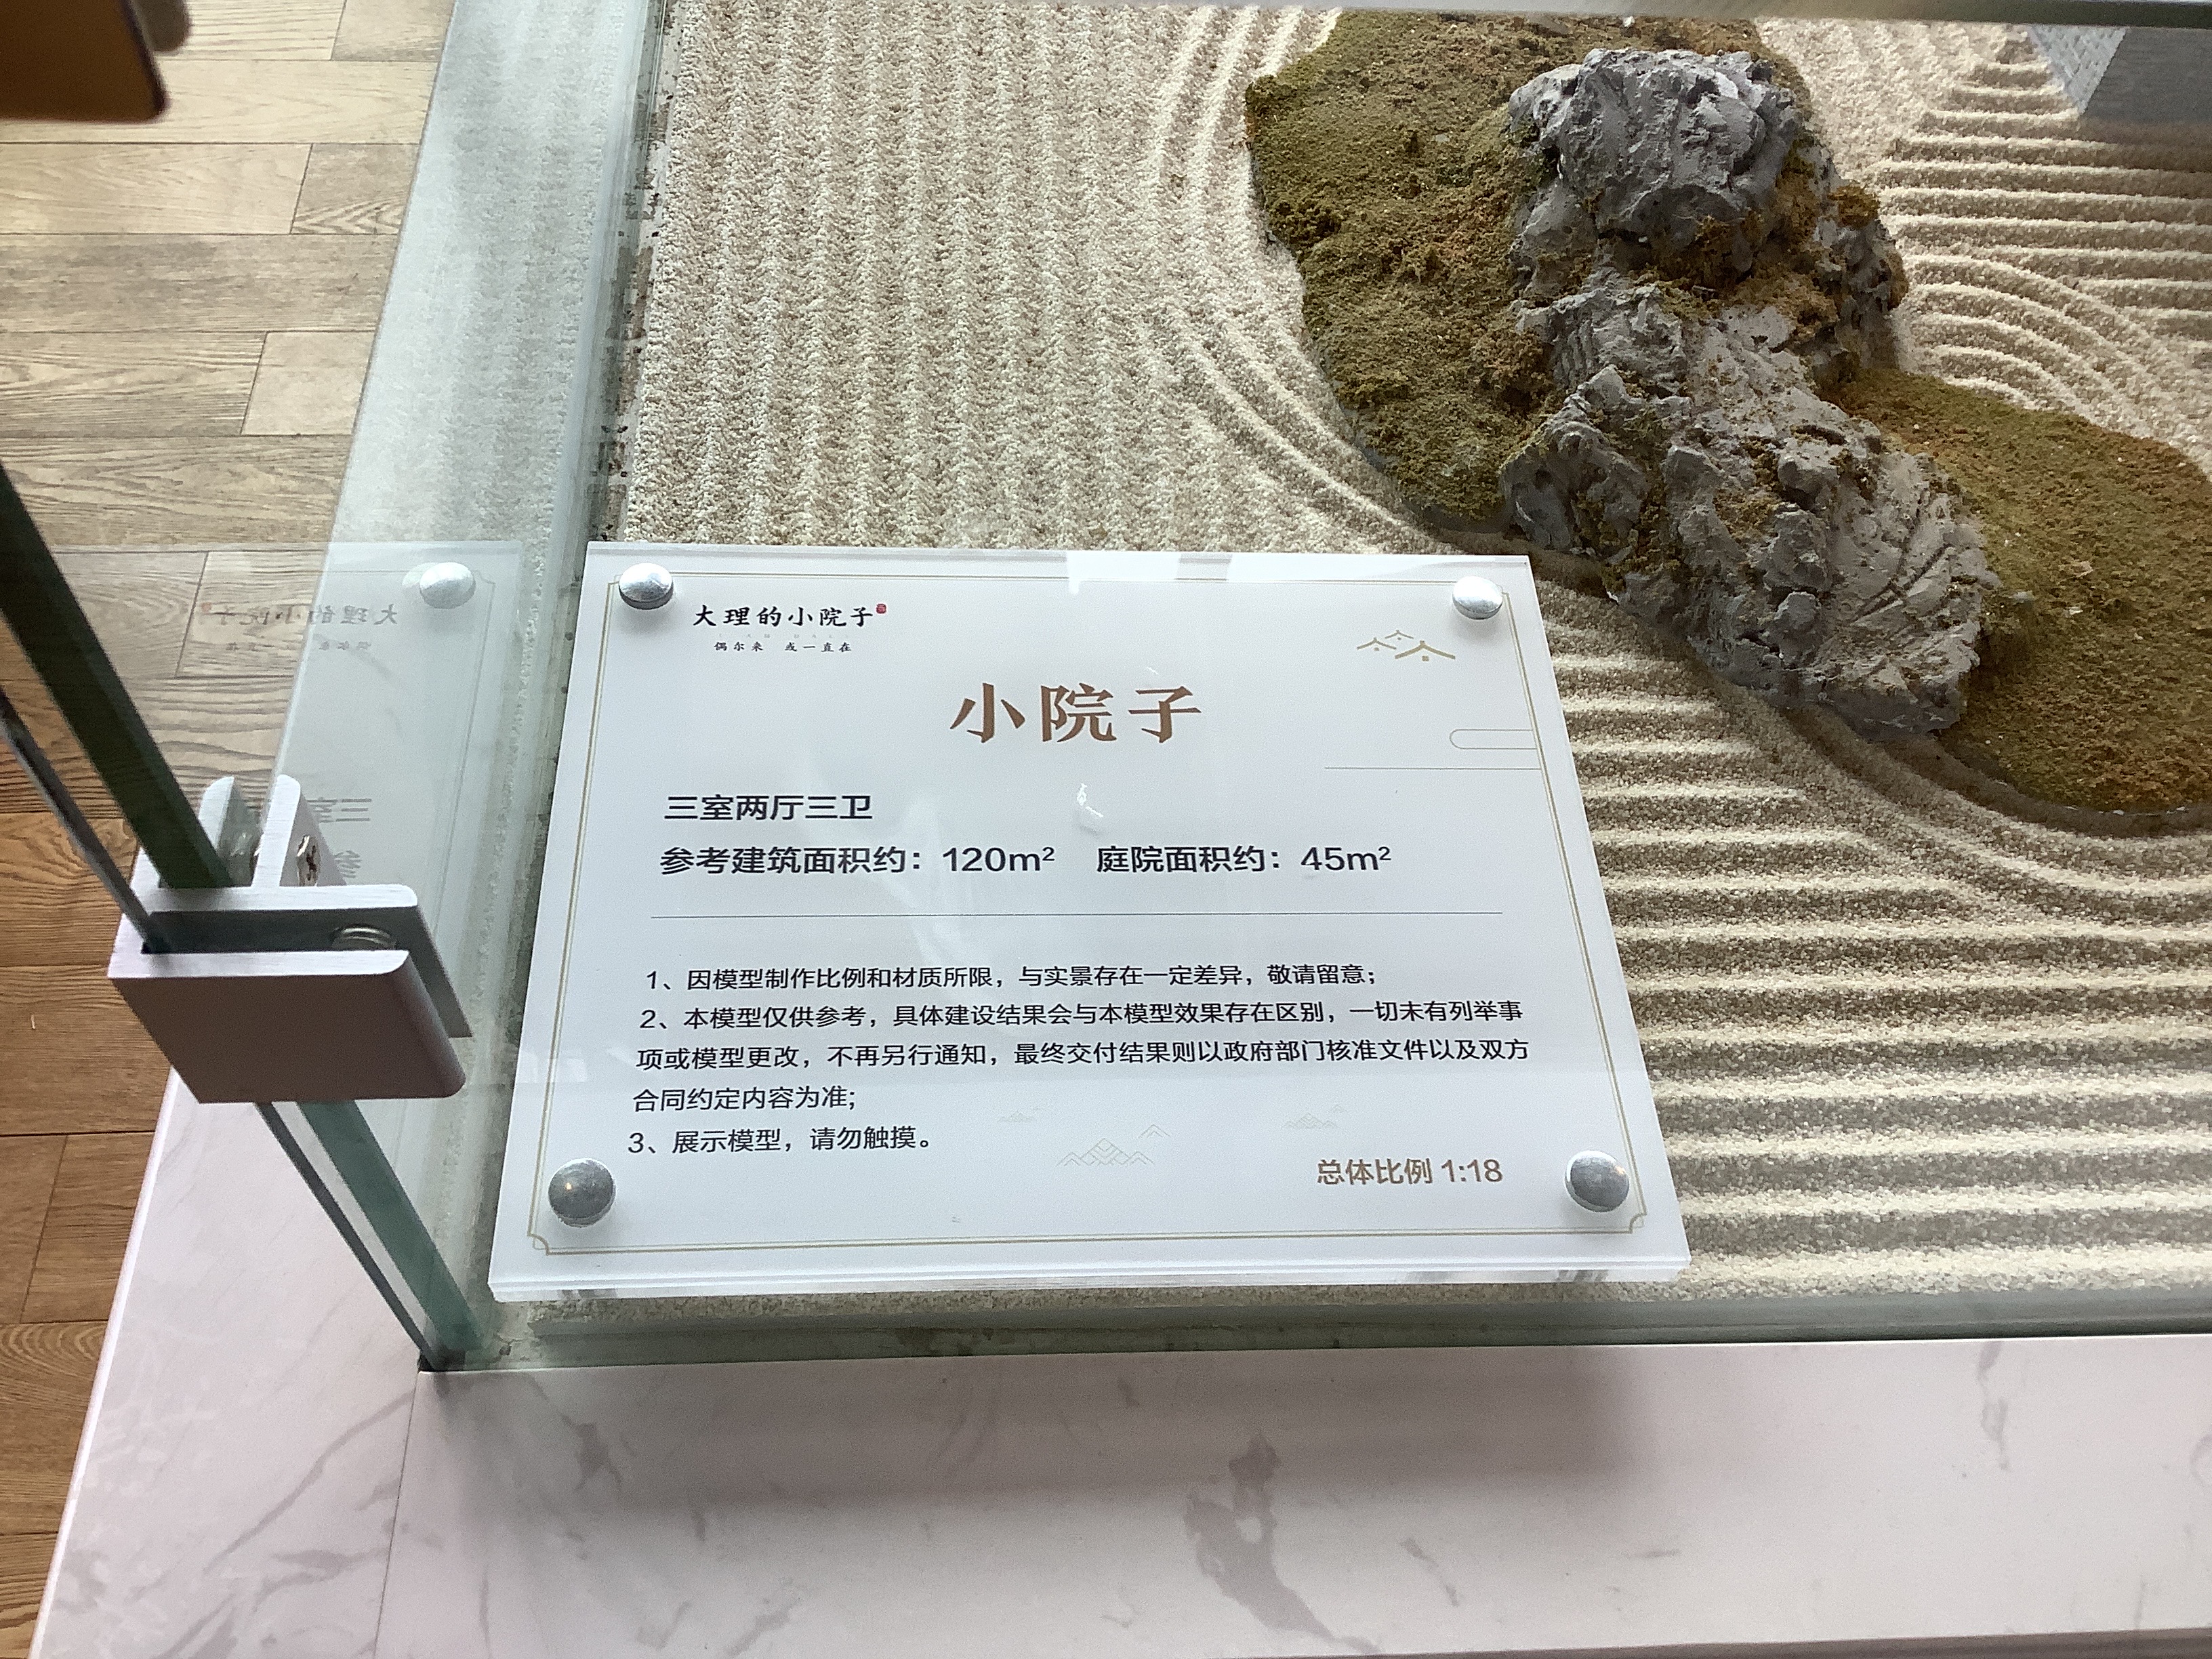 大理的小院子
偶尔来 或一直在
小院子
三室两厅三卫
参考建筑面积约：120m² 庭院面积约：45m²
1、因模型制作比例和材质所限，与实景存在一定差异，敬请留意；
2、本模型仅供参考，具体建设结果会与本模型效果存在区别，一切未有列举事
项或模型更改，不再另行通知，最终交付结果则以政府部门核准文件以及双方
合同约定内容为准；
3、展示模型，请勿触摸。
总体比例 1:18